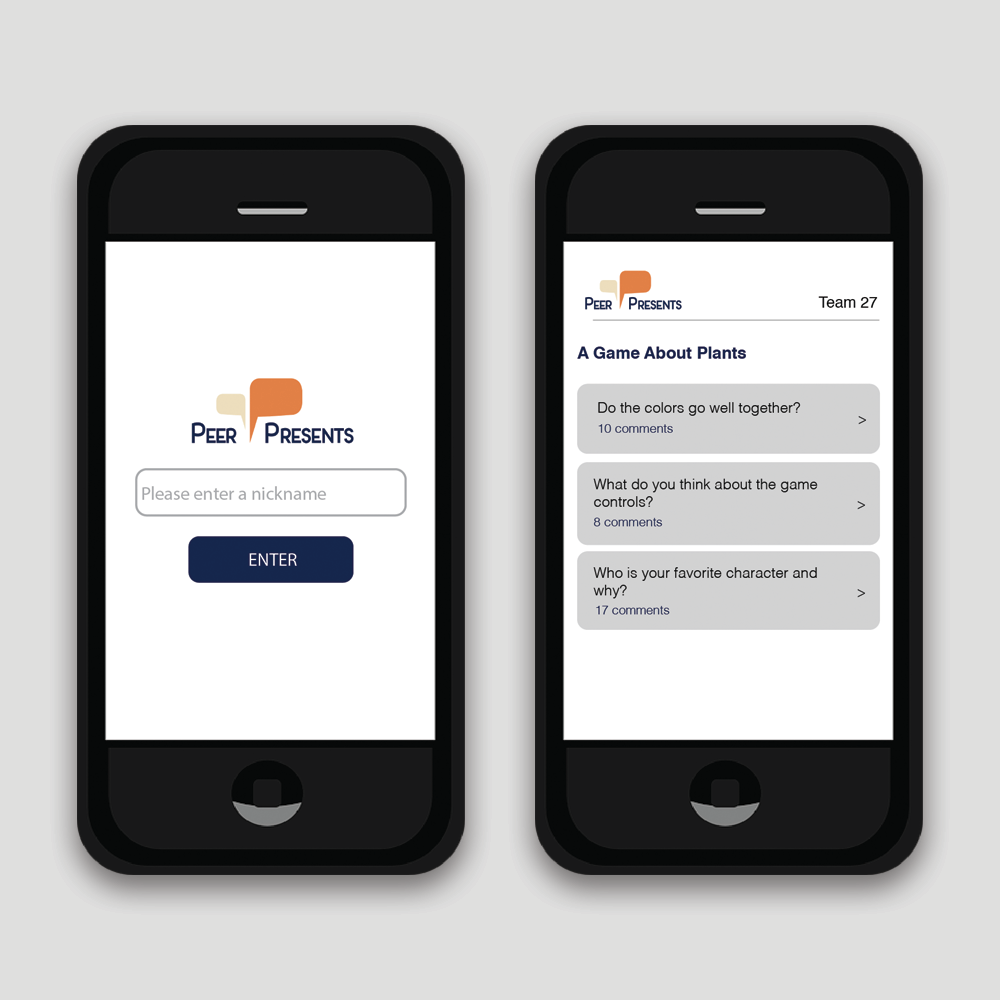 PEER PRESENTS
Please enter a nickname
ENTER
PEER PRESENTS
Team 27
A Game About Plants
Do the colors go well together?
10 comments
>
What do you think about the game
controls?
8 comments
>
Who is your favorite character and
why?
17 comments
>